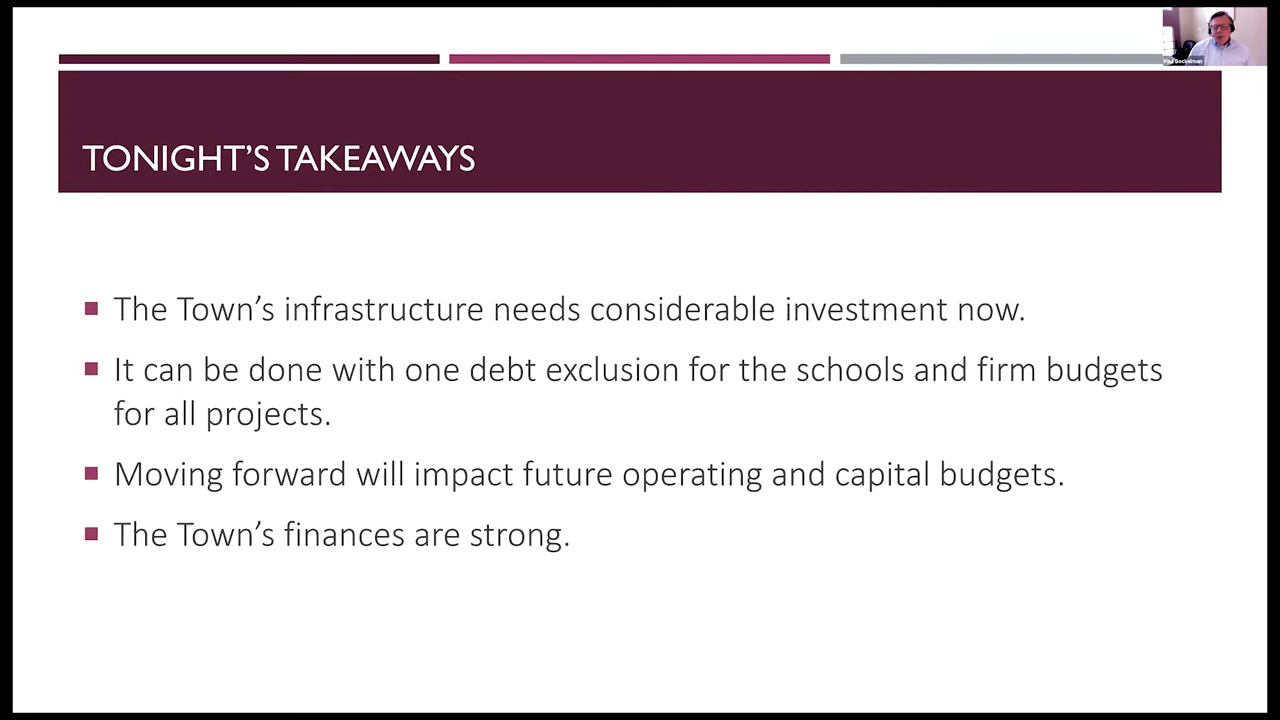 Paul Bockelman
TONIGHT'S TAKEAWAYS
The Town's infrastructure needs considerable investment now.
It can be done with one debt exclusion for the schools and firm budgets
for all projects.
Moving forward will impact future operating and capital budgets.
The Town's finances are strong.